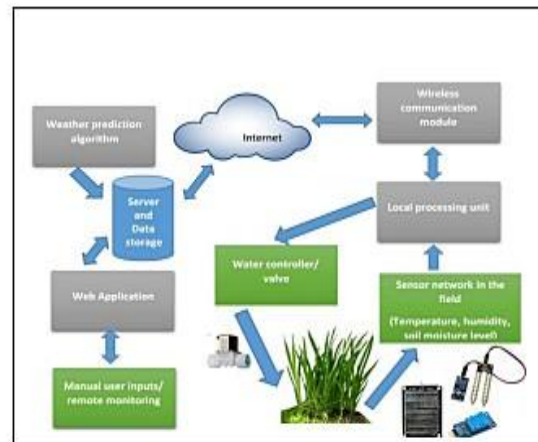 Weather prediction
algorithm
Internet
Wireless
communication
module
Server
and
Data
storage
Local processing unit
Water controller/
valve
Web Application
Sensor network in the
field
(Temperature, humidity,
soil moisture level)
Manual user inputs/
remote monitoring